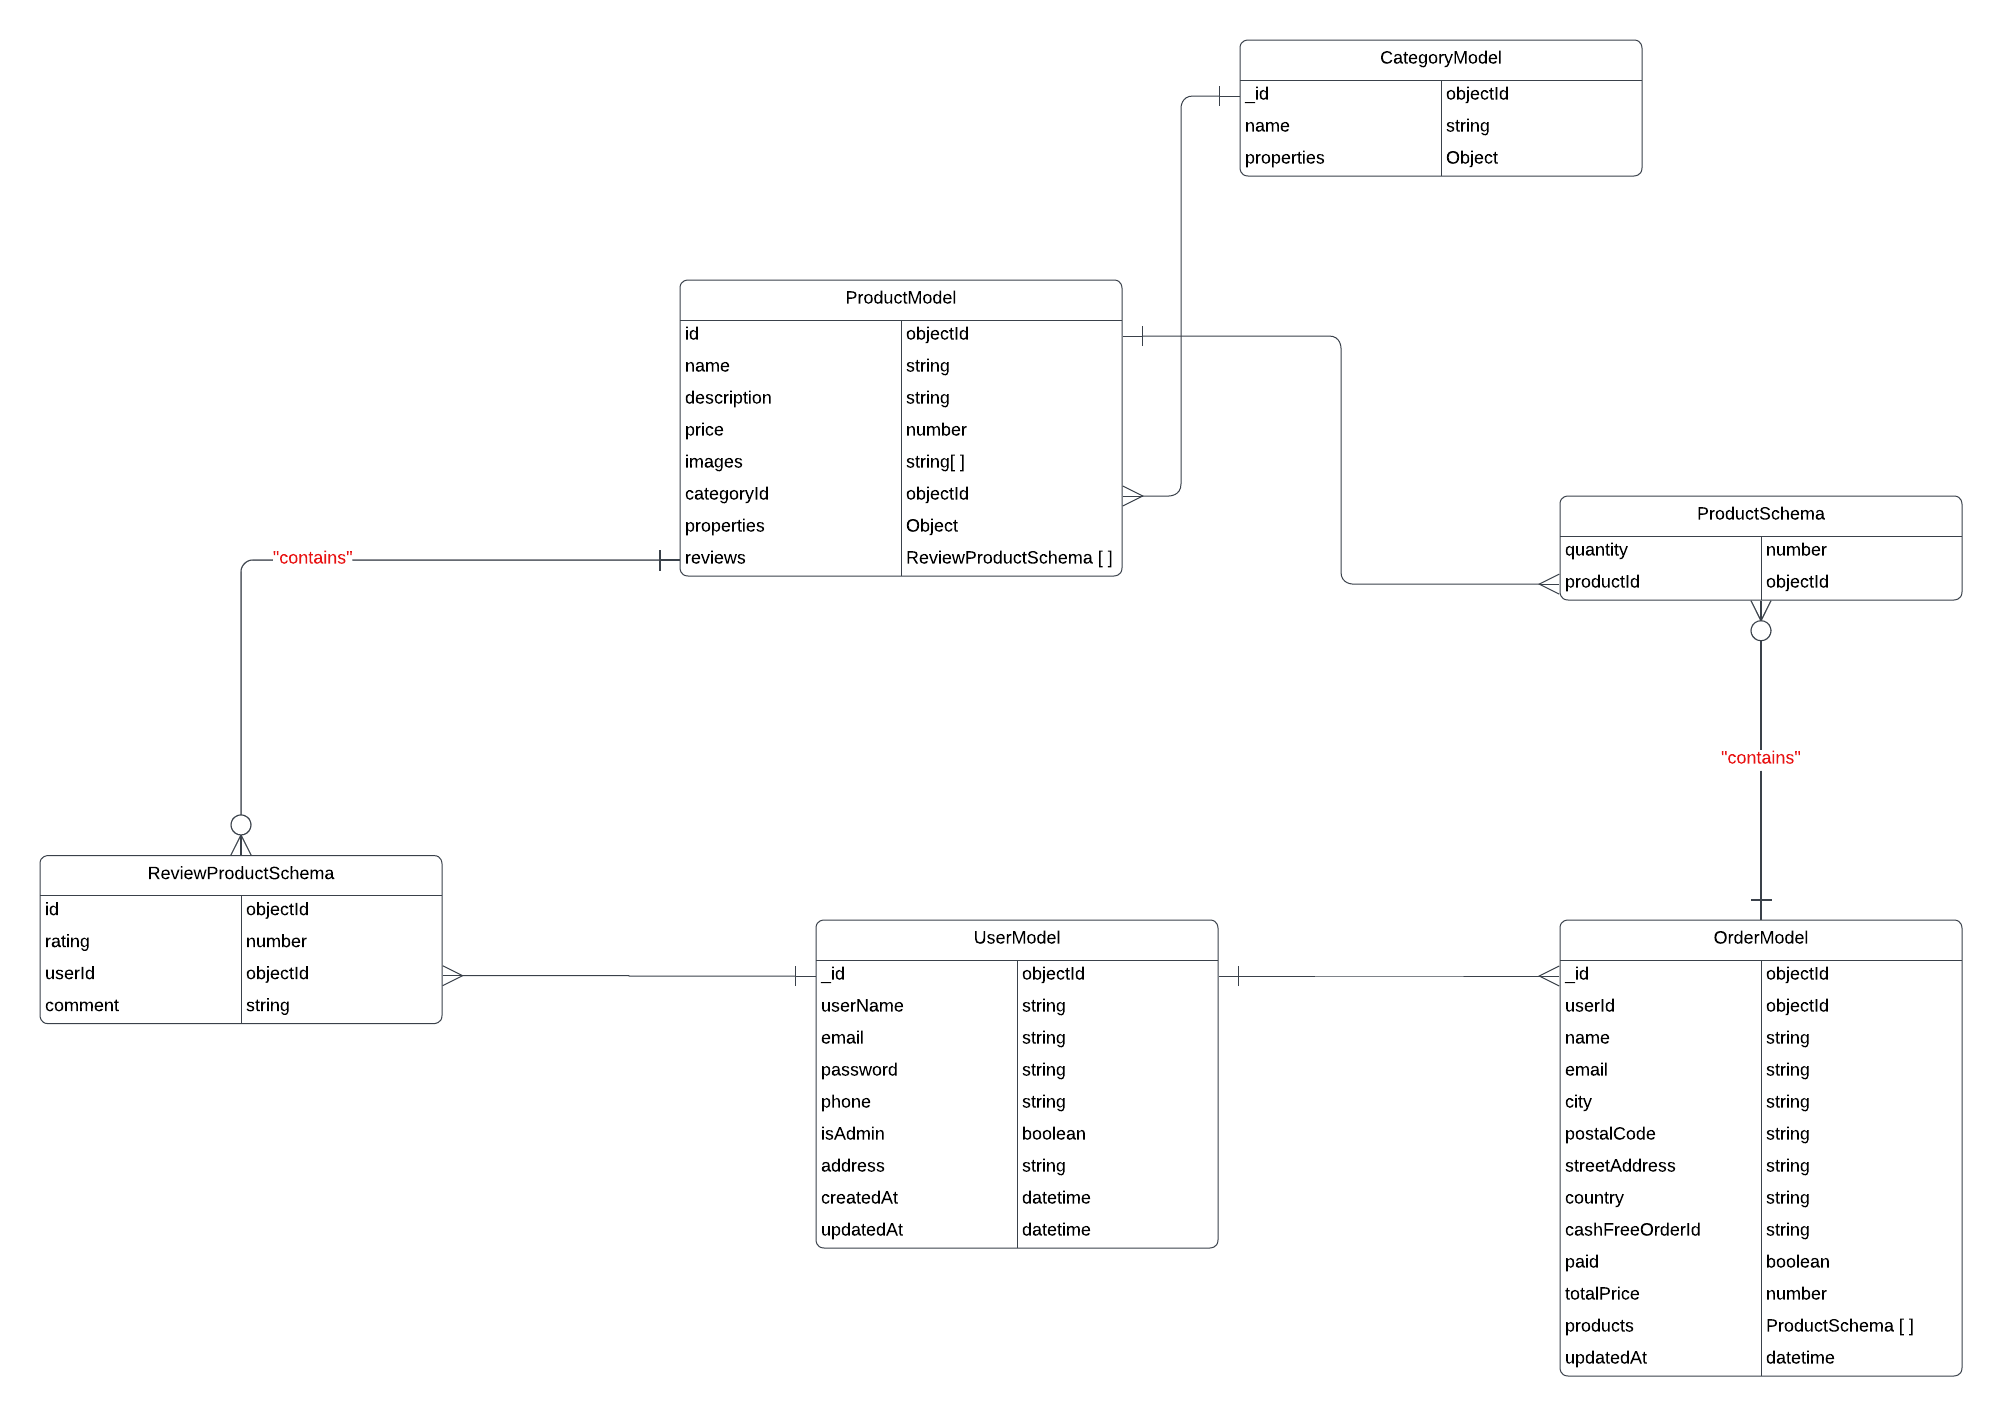 CategoryModel
_id objectId
name string
properties Object
ProductModel
id objectId
name string
description string
price number
images string[ ]
categoryId objectId
properties Object
reviews ReviewProductSchema [ ]
"contains"
ProductSchema
quantity number
productId objectId
"contains"
ReviewProductSchema
id objectId
rating number
userId objectId
comment string
UserModel
_id objectId
userName string
email string
password string
phone string
isAdmin boolean
address string
createdAt datetime
updatedAt datetime
OrderModel
_id objectId
userId objectId
name string
email string
city string
postalCode string
streetAddress string
country string
cashFreeOrderId string
paid boolean
totalPrice number
products ProductSchema [ ]
updatedAt datetime